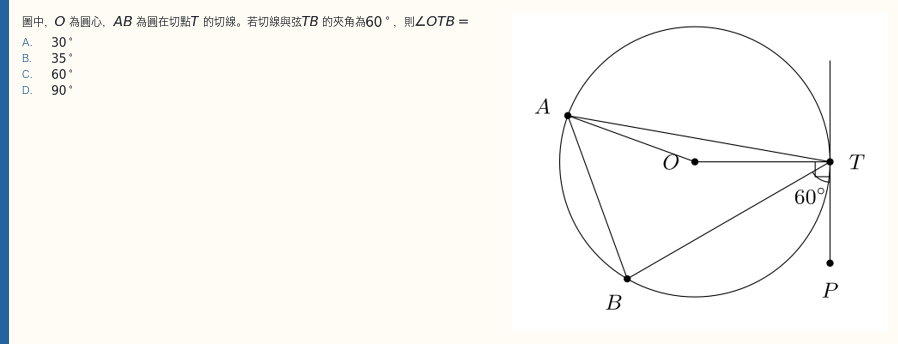 圖中，O 為圓心，AB 為圓在切點T 的切線。若切線與弦TB 的夾角為60°，則∠OTB =
A. 30°
B. 35°
C. 60°
D. 90°
A
O
T
60°
B
P